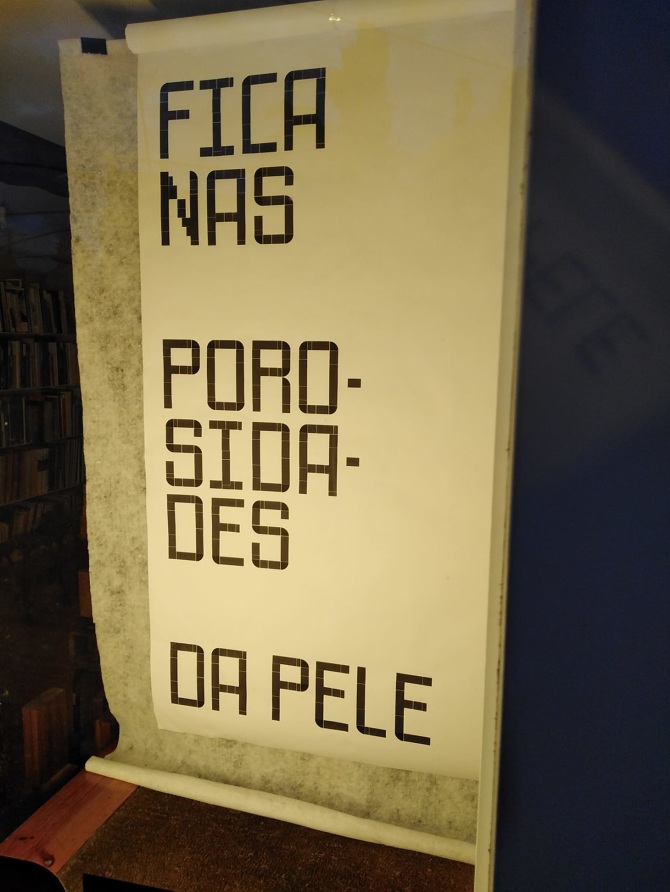 FICA
NAS
PORO-
SIDA-
DES
DA PELE